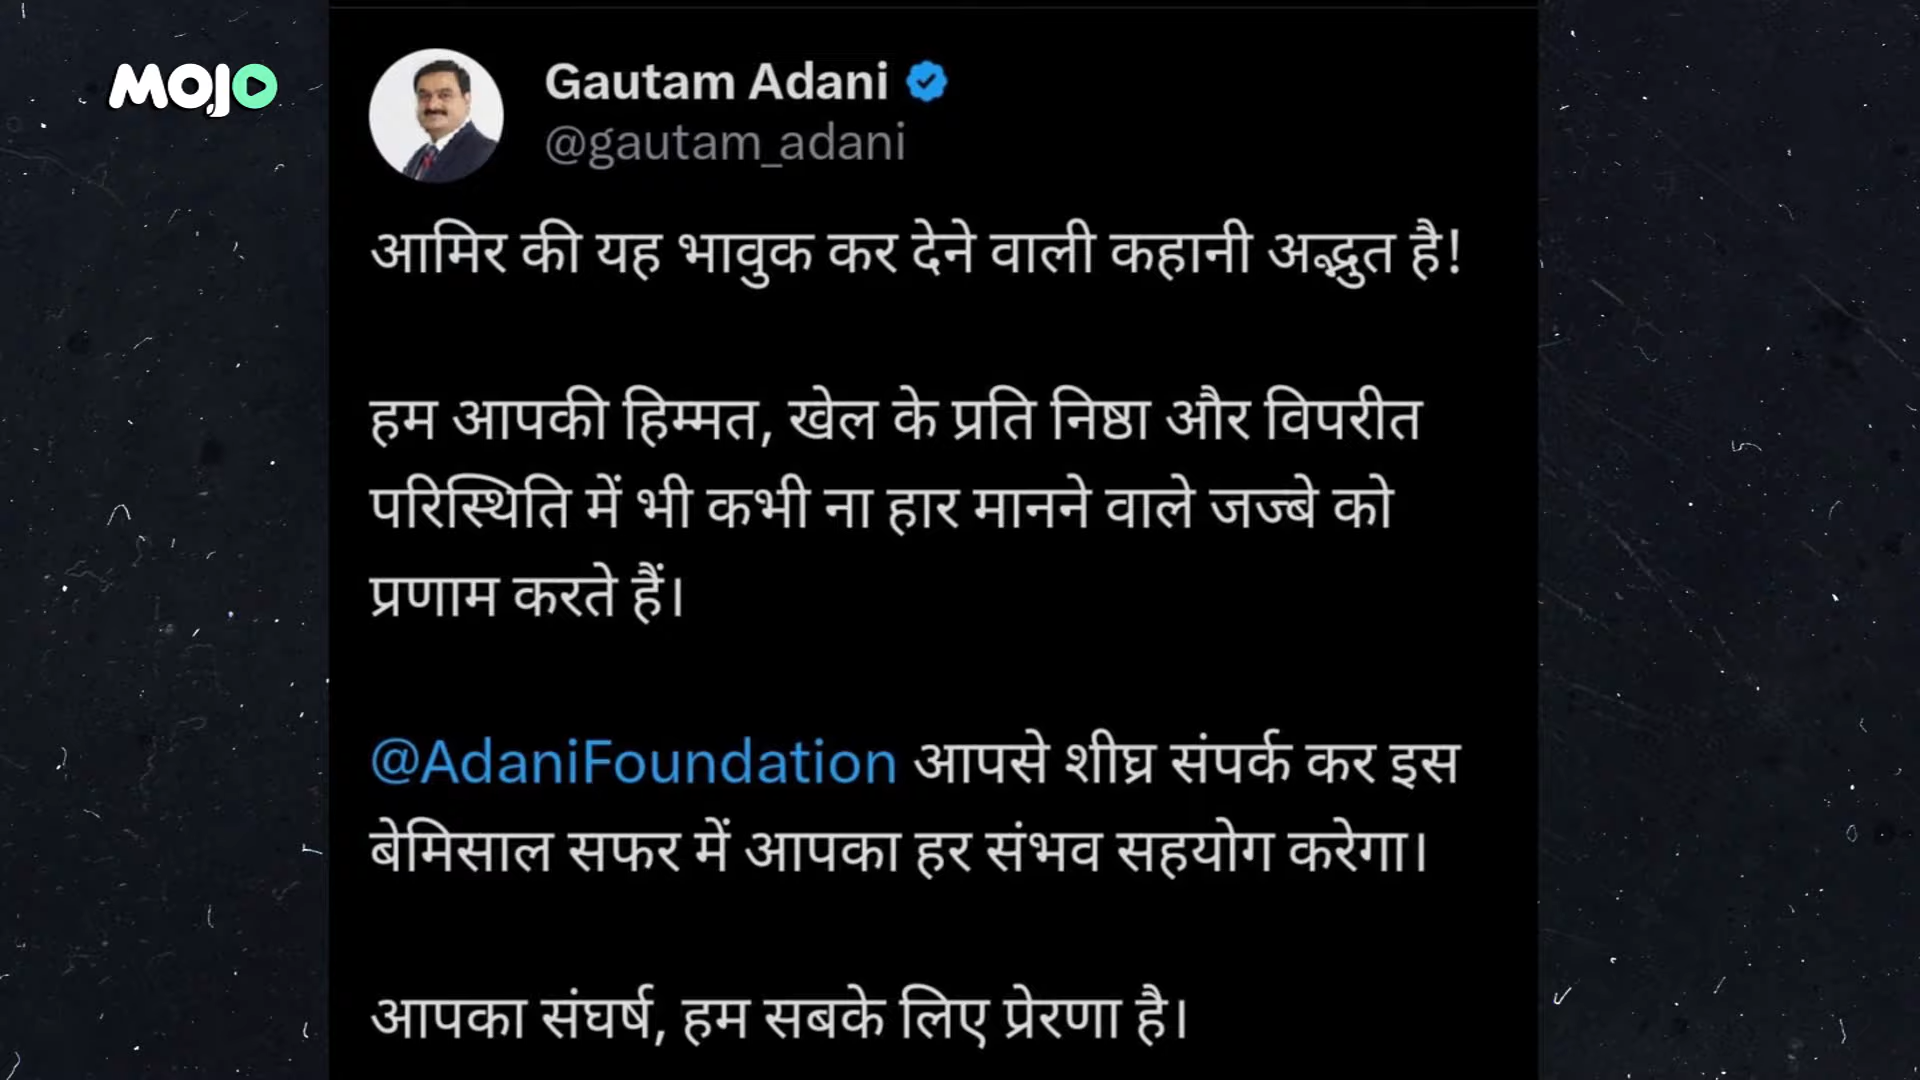 MOJO
Gautam Adani
@gautam_adani
आमिर की यह भावुक कर देने वाली कहानी अद्भुत है!
हम आपकी हिम्मत, खेल के प्रति निष्ठा और विपरीत
परिस्थिति में भी कभी ना हार मानने वाले जज्बे को
प्रणाम करते हैं।
@AdaniFoundation आपसे शीघ्र संपर्क कर इस
बेमिसाल सफर में आपका हर संभव सहयोग करेगा।
आपका संघर्ष, हम सबके लिए प्रेरणा है।